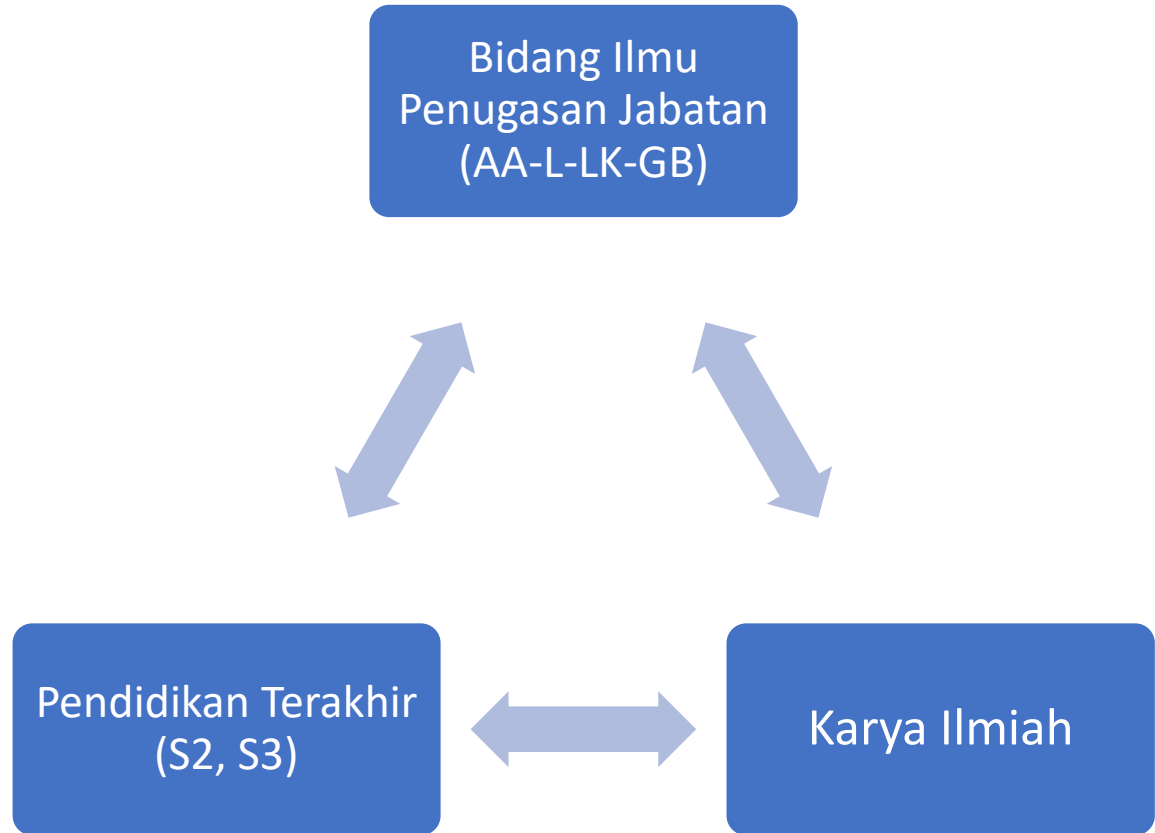 Bidang Ilmu
Penugasan Jabatan
(AA-L-LK-GB)
Pendidikan Terakhir
(S2, S3)
Karya Ilmiah